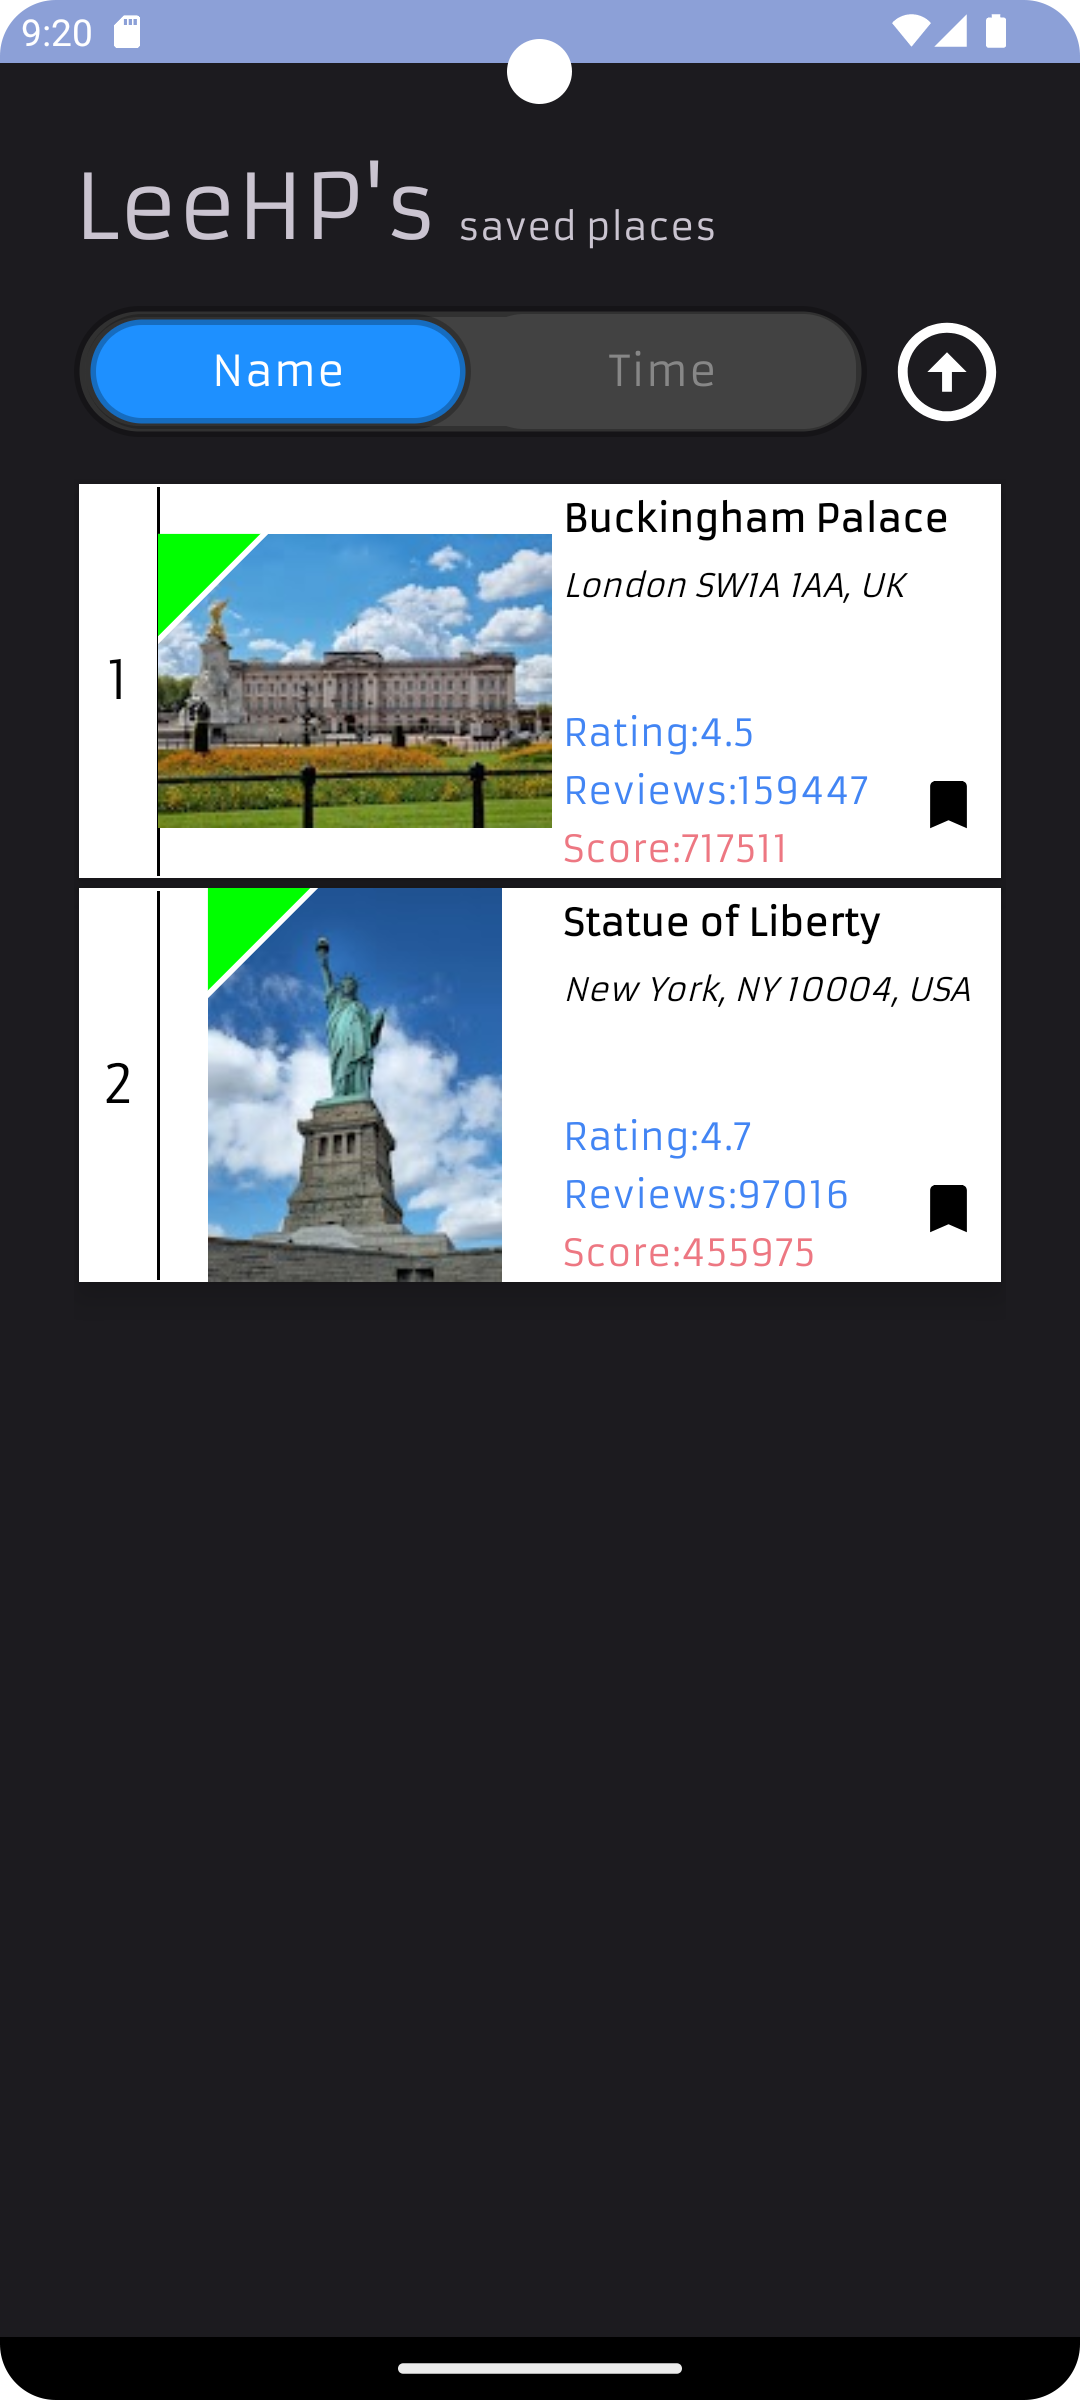 9:20
LeeHP's saved places
Name Time
1
Buckingham Palace
London SW1A 1AA, UK
Rating:4.5
Reviews:159447
Score:717511
2
Statue of Liberty
New York, NY 10004, USA
Rating:4.7
Reviews:97016
Score:455975